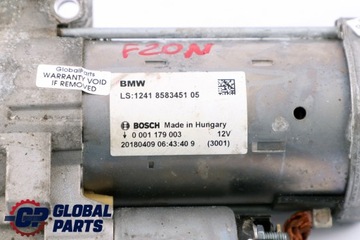 F20N
GlobalParts
WARRANTY VOID
IF REMOVED
BMW
LS:1241 8583451 05
BOSCH Made in Hungary
0 001 179 003 12V
20180409 06:43:40 9 (3001)
GLOBAL
PARTS